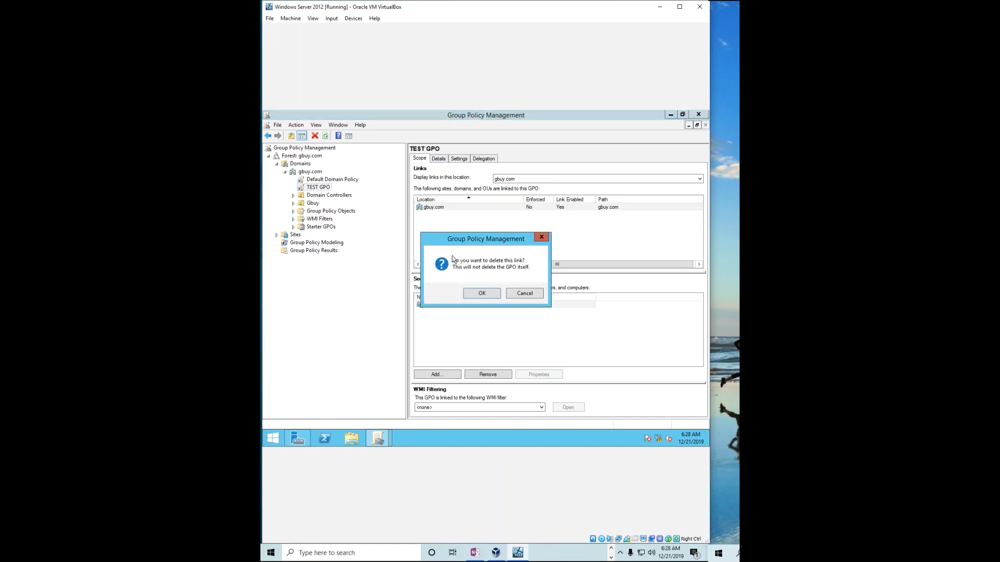 Windows Server 2012 [Running] - Oracle VM VirtualBox
File Machine View Input Devices Help
Group Policy Management
File Action View Window Help
Group Policy Management
Forest: gbuy.com
Domains
gbuy.com
Default Domain Policy
TEST GPO
Domain Controllers
Gbuy
Group Policy Objects
WMI Filters
Starter GPOs
Sites
Group Policy Modeling
Group Policy Results
TEST GPO
Scope Details Settings Delegation
Links
Display links in this location: gbuy.com
The following sites, domains, and OUs are linked to this GPO:
Location Enforced Link Enabled Path
gbuy.com No Yes gbuy.com
Group Policy Management
you want to delete this link?
This will not delete the GPO itself.
OK Cancel
and computers:
Add... Remove Properties
WMI Filtering
This GPO is linked to the following WMI filter:
<none> Open
6:28 AM
12/21/2019
Right Ctrl
Type here to search
6:28 AM
12/21/2019